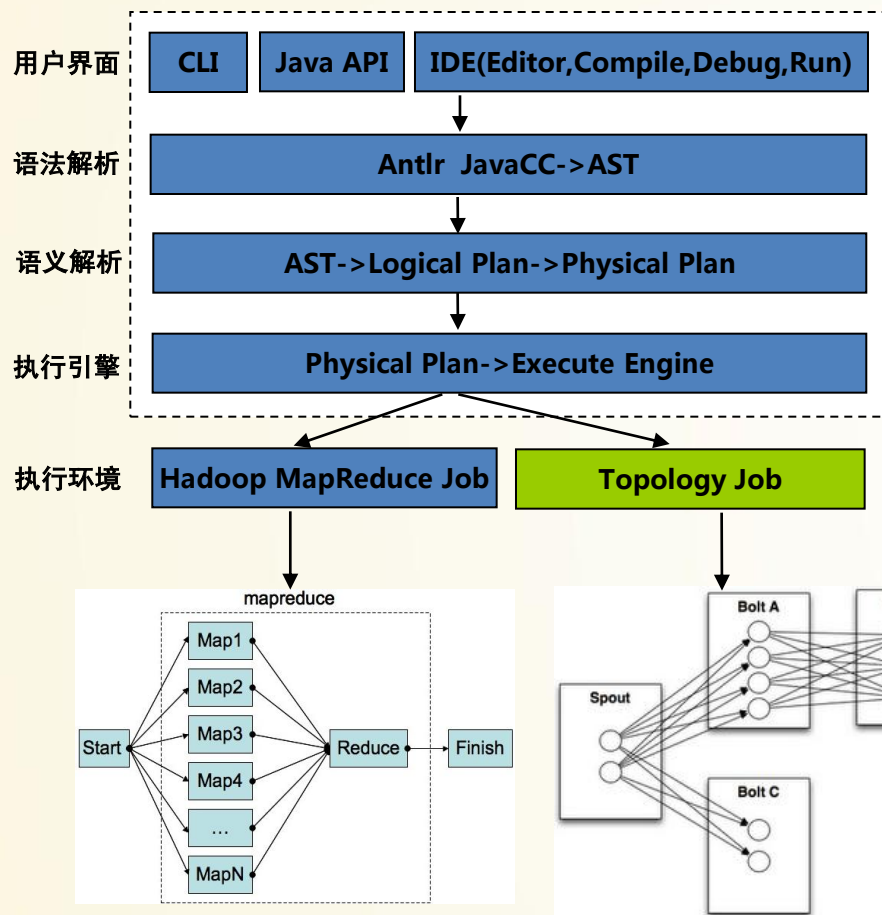 用户界面
CLI
Java API
IDE(Editor,Compile,Debug,Run)
语法解析
Antlr JavaCC->AST
语义解析
AST->Logical Plan->Physical Plan
执行引擎
Physical Plan->Execute Engine
执行环境
Hadoop MapReduce Job
Topology Job
mapreduce
Start
Map1
Map2
Map3
Map4
...
MapN
Reduce
Finish
Spout
Bolt A
Bolt C